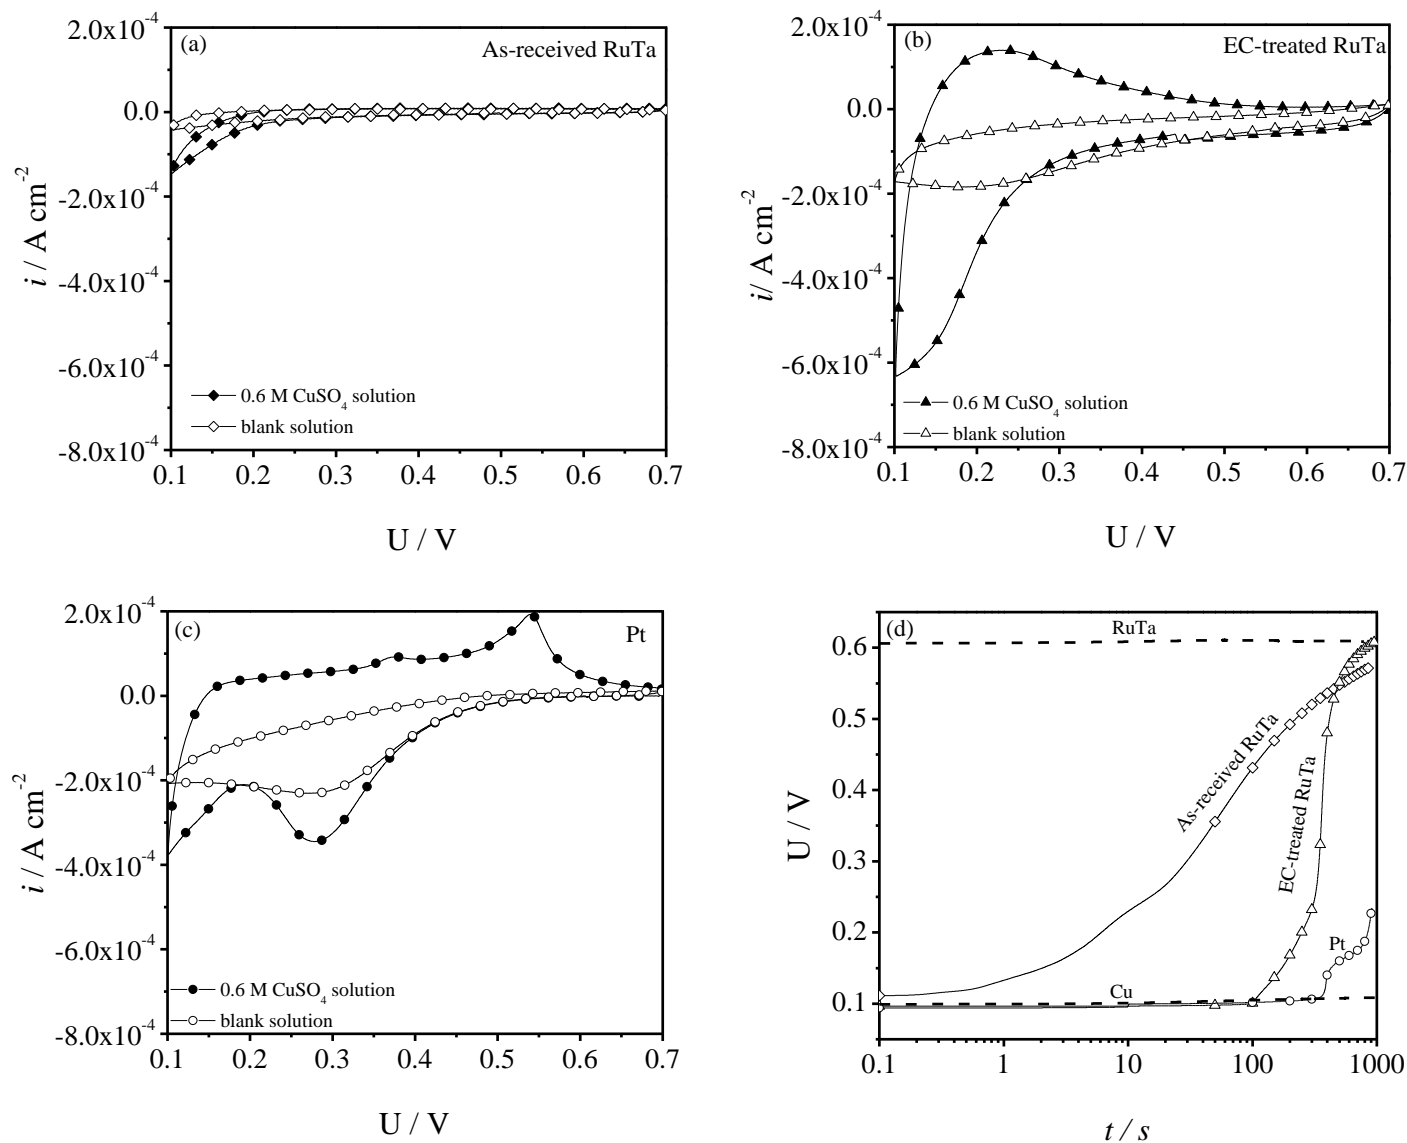 (a)
As-received RuTa
2.0x10⁻⁴
0.0
-2.0x10⁻⁴
-4.0x10⁻⁴
-6.0x10⁻⁴
-8.0x10⁻⁴
i / A cm⁻²
0.6 M CuSO₄ solution
blank solution
0.1 0.2 0.3 0.4 0.5 0.6 0.7
U / V
(b)
EC-treated RuTa
2.0x10⁻⁴
0.0
-2.0x10⁻⁴
-4.0x10⁻⁴
-6.0x10⁻⁴
-8.0x10⁻⁴
i/ A cm⁻²
0.6 M CuSO₄ solution
blank solution
0.1 0.2 0.3 0.4 0.5 0.6 0.7
U / V
(c)
Pt
2.0x10⁻⁴
0.0
-2.0x10⁻⁴
-4.0x10⁻⁴
-6.0x10⁻⁴
-8.0x10⁻⁴
i / A cm⁻²
0.6 M CuSO₄ solution
blank solution
0.1 0.2 0.3 0.4 0.5 0.6 0.7
U / V
(d)
RuTa
0.6
0.5
0.4
0.3
0.2
0.1
U / V
As-received RuTa
EC-treated RuTa
Pt
Cu
0.1 1 10 100 1000
t / s